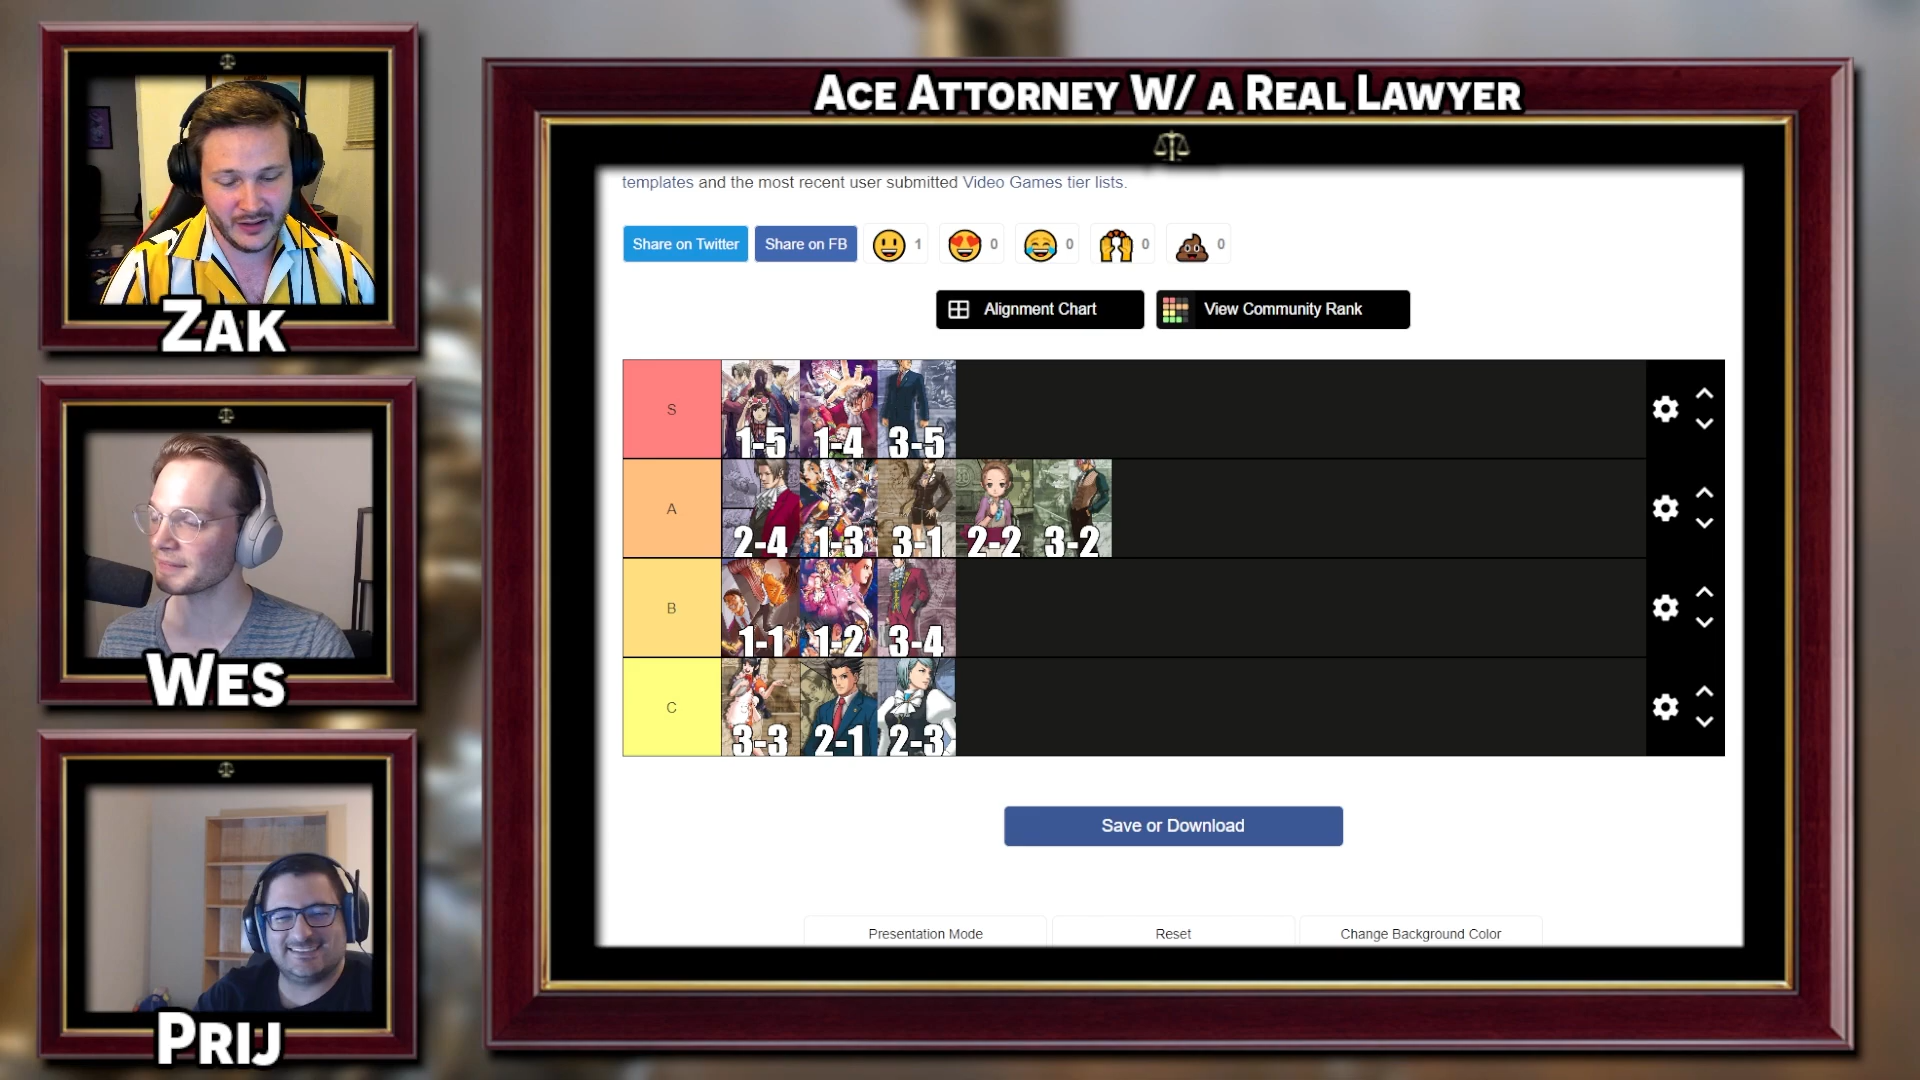 ACE ATTORNEY W/ A REAL LAWYER
templates and the most recent user submitted Video Games tier lists.
Share on Twitter
Share on FB
1
0
0
0
0
Alignment Chart
View Community Rank
S
1-5
1-4
3-5
A
2-4
1-3
3-1
2-2
3-2
B
1-1
1-2
3-4
C
3-3
2-1
2-3
Save or Download
Presentation Mode
Reset
Change Background Color
ZAK
WES
PRIJ